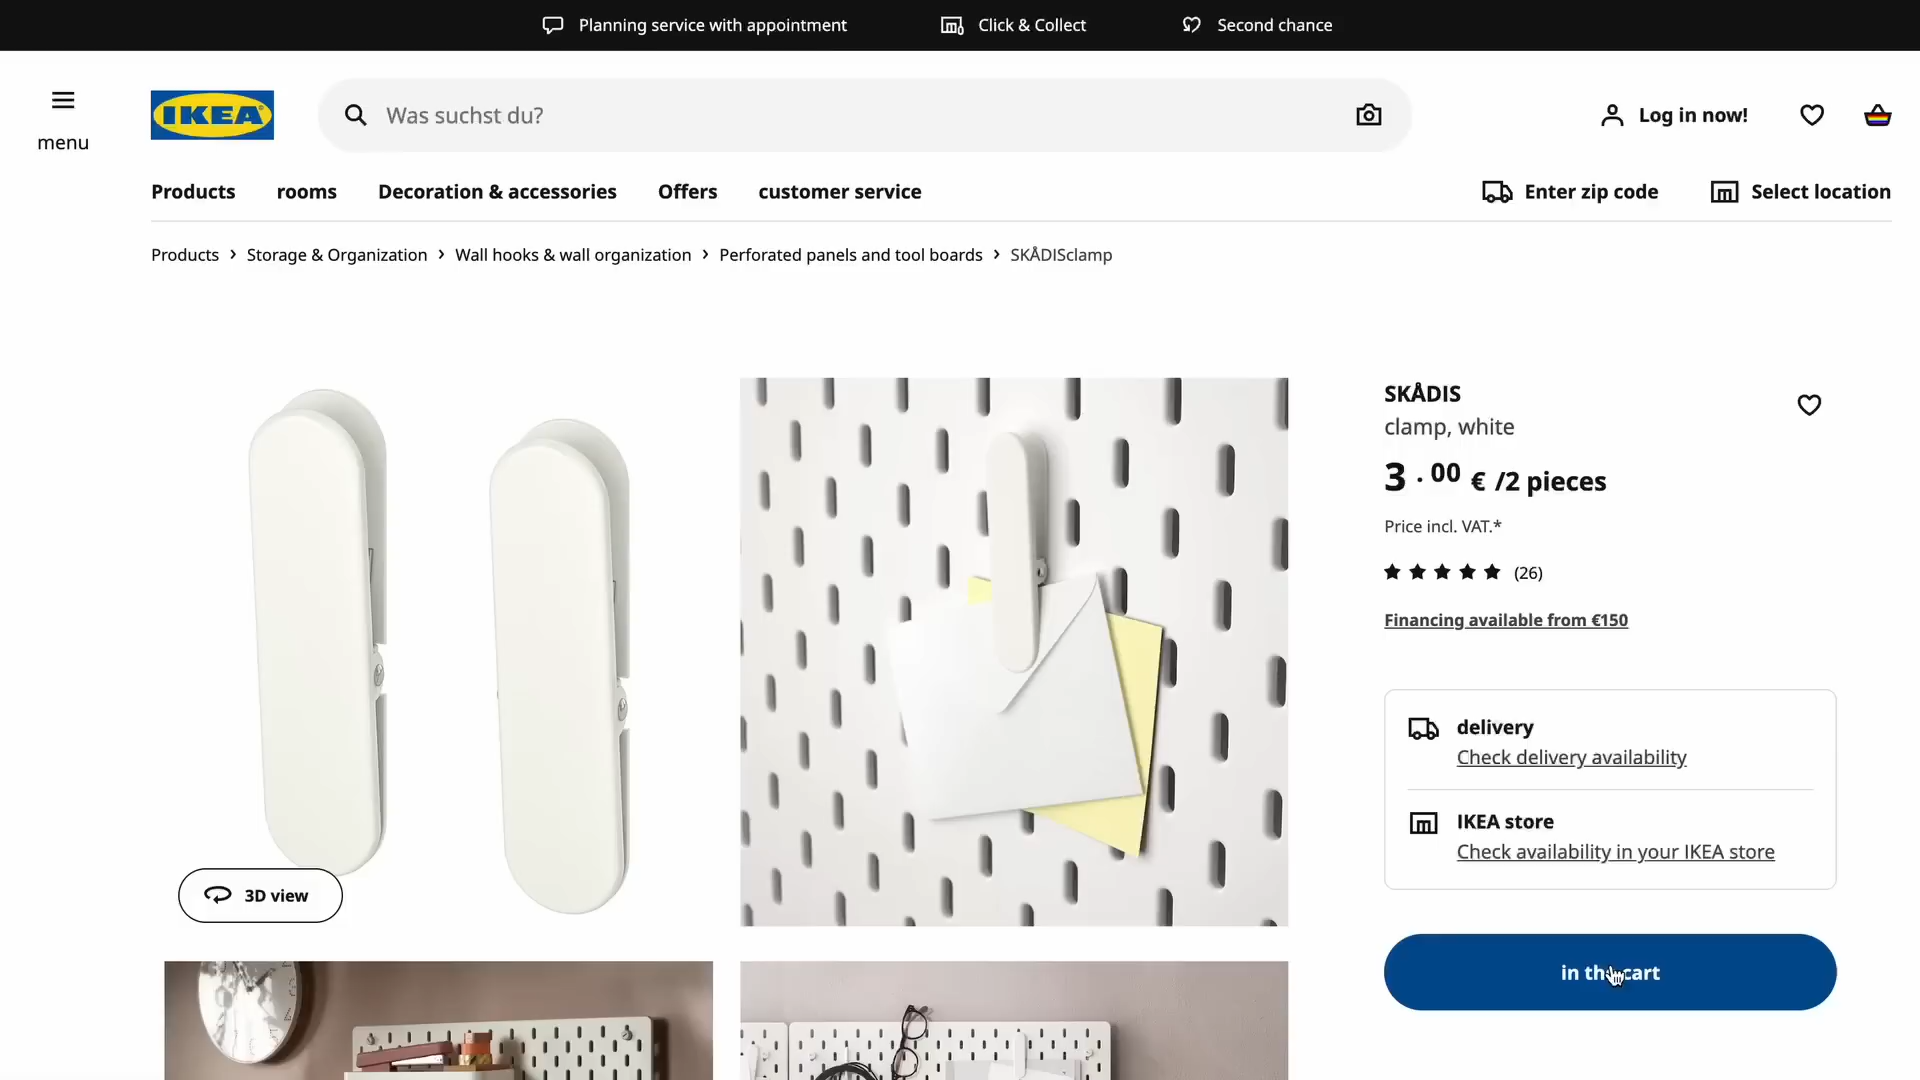 Planning service with appointment
Click & Collect
Second chance
menu
IKEA
Was suchst du?
Log in now!
Products
rooms
Decoration & accessories
Offers
customer service
Enter zip code
Select location
Products > Storage & Organization > Wall hooks & wall organization > Perforated panels and tool boards > SKÅDISclamp
SKÅDIS
clamp, white
3.00 € /2 pieces
Price incl. VAT.*
(26)
Financing available from €150
delivery
Check delivery availability
IKEA store
Check availability in your IKEA store
3D view
in the cart